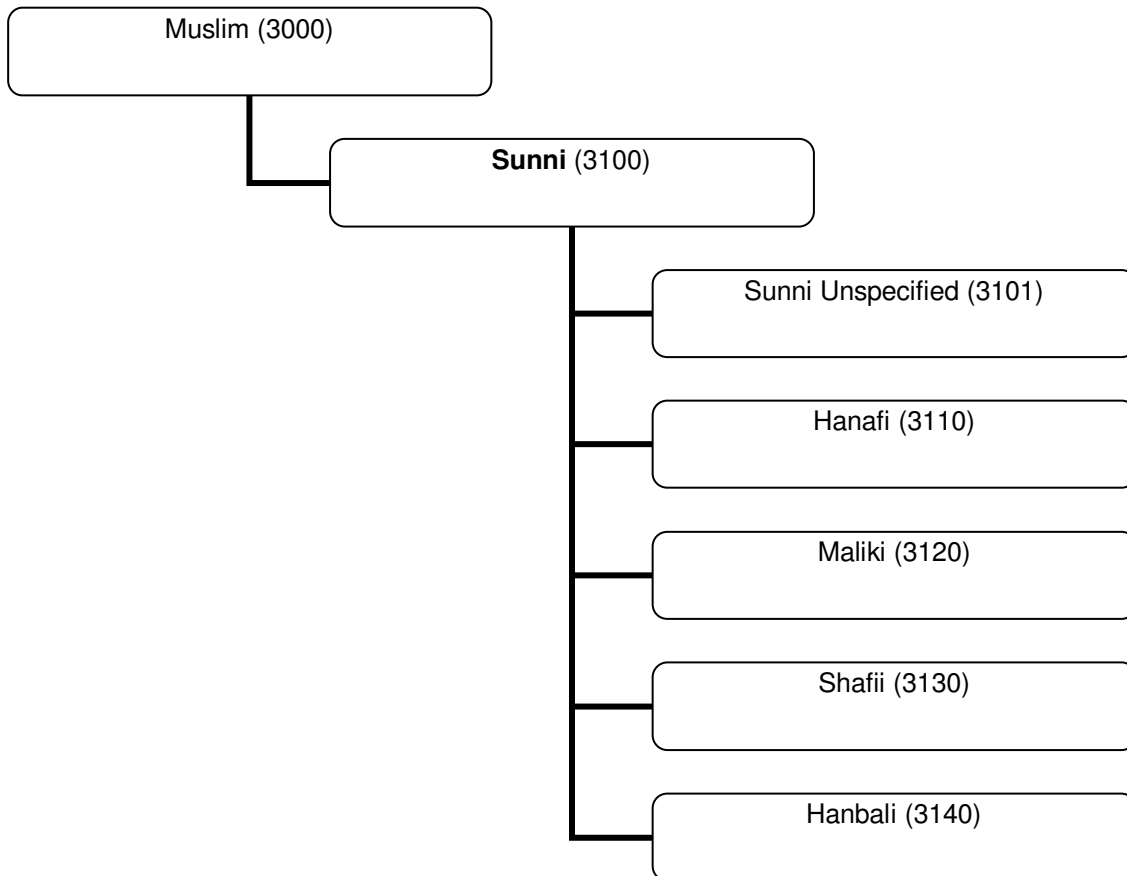 Muslim (3000)
Sunni (3100)
Sunni Unspecified (3101)
Hanafi (3110)
Maliki (3120)
Shafii (3130)
Hanbali (3140)